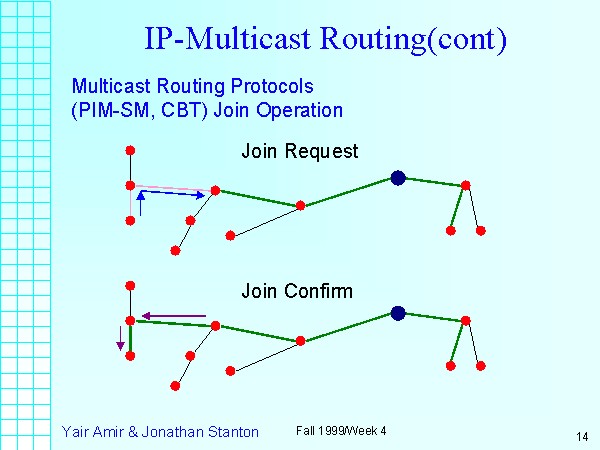 IP-Multicast Routing(cont)
Multicast Routing Protocols
(PIM-SM, CBT) Join Operation
Join Request
Join Confirm
Yair Amir & Jonathan Stanton
Fall 1999/Week 4
14